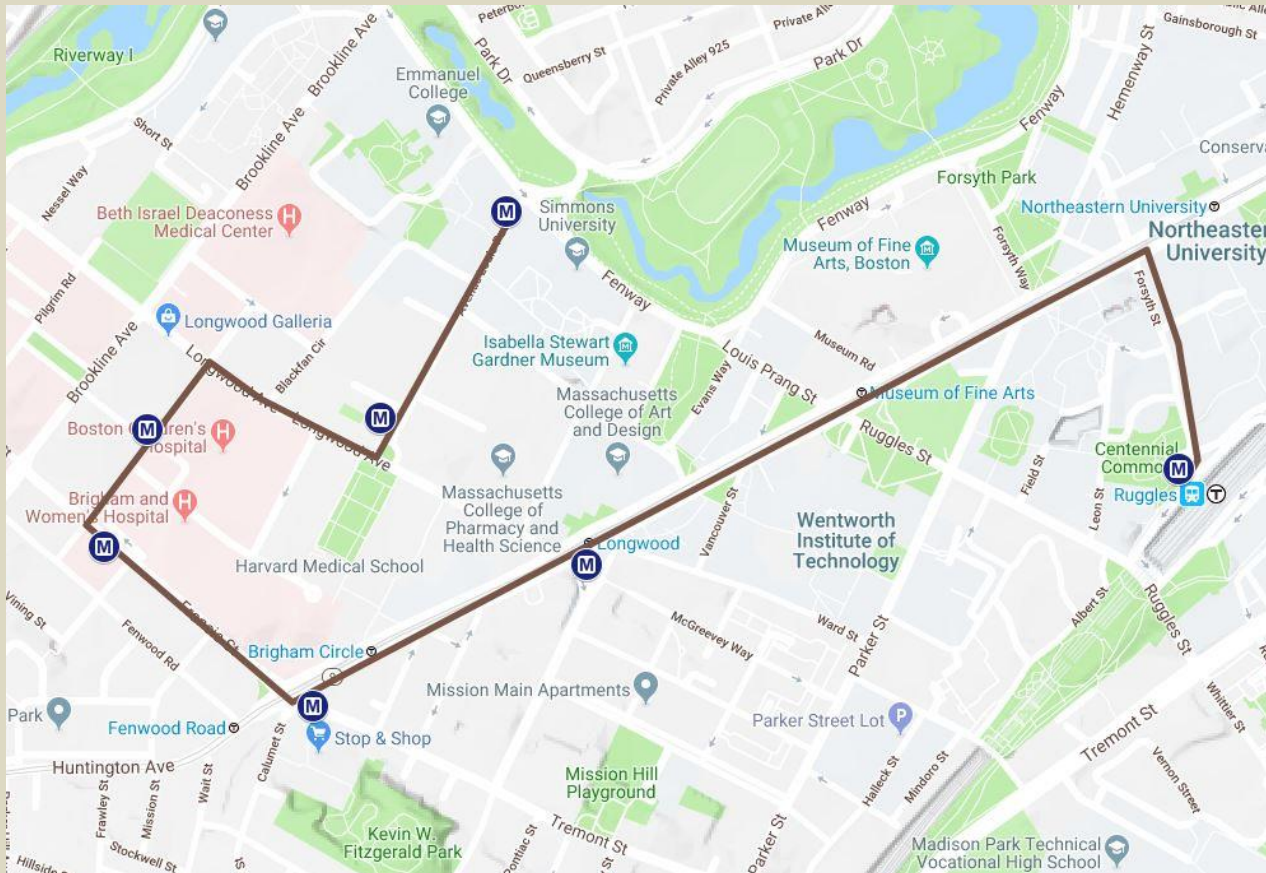 Riverway I
Brookline Ave
Peterbo
Queensberry St
Private Alley 925
Private All
Park Dr
Park Dr
Gainsborough St
Hemenway St
Emmanuel
College
Short St
Nessel Way
Brookline Ave
Fenway
Conserva
Forsyth Park
Beth Israel Deaconess
Medical Center
H
M
Simmons
University
Fenway
Northeastern University
Northeastern
University
Museum of Fine
Arts, Boston
Forsyth Way
Forsyth St
Pilgrim Rd
Fenway
Longwood Galleria
Brookline Ave
Longwood Ave
Blackfan Cir
Isabella Stewart
Gardner Museum
Louis Prang St
Museum Rd
Evans Way
Museum of Fine Arts
M
Massachusetts
College of Art
and Design
Longwood Ave
M
Boston Children's
Hospital
H
Ruggles St
Centennial
Common
M
Field St
Leon St
Ruggles
T
Brigham and
Women's Hospital
H
Massachusetts
College of
Pharmacy and
Health Science
Vancouver St
Wentworth
Institute of
Technology
M
Longwood
M
Harvard Medical School
Vining St
Fenwood Rd
Francis St
Ruggles St
Albert St
McGreevey Way
Ward St
Parker St
Brigham Circle
9
Mission Main Apartments
Park
M
Fenwood Road
Stop & Shop
Calumet St
Parker Street Lot
P
Tremont St
Whittier St
Vernon Street
Huntington Ave
Wait St
Frawley St
Mission St
Mission Hill
Playground
Halleck St
Mindoro St
Kevin W.
Fitzgerald Park
Tremont St
Pontiac St
Parker St
Stockwell St
Hillside
Madison Park Technical
Vocational High School